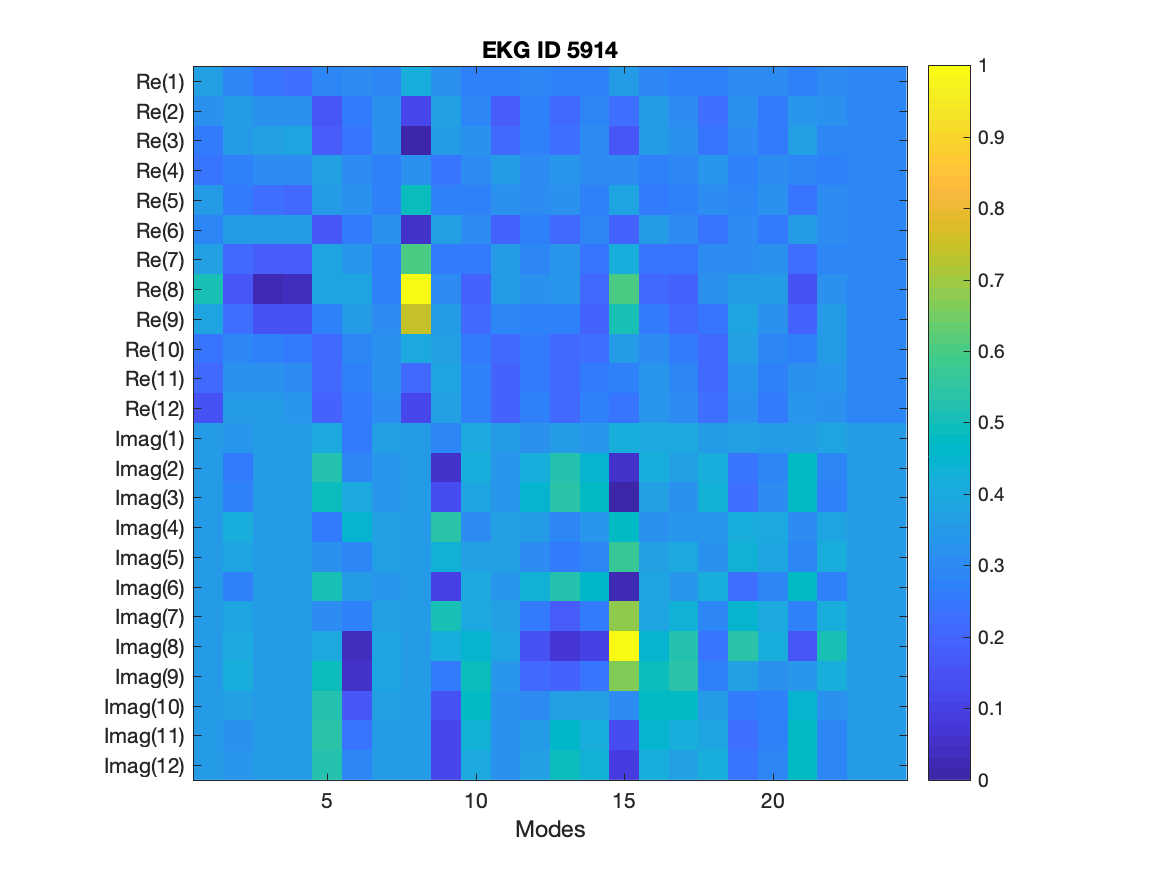 EKG ID 5914
Re(1)
Re(2)
Re(3)
Re(4)
Re(5)
Re(6)
Re(7)
Re(8)
Re(9)
Re(10)
Re(11)
Re(12)
Imag(1)
Imag(2)
Imag(3)
Imag(4)
Imag(5)
Imag(6)
Imag(7)
Imag(8)
Imag(9)
Imag(10)
Imag(11)
Imag(12)
5 10 15 20
Modes
1
0.9
0.8
0.7
0.6
0.5
0.4
0.3
0.2
0.1
0